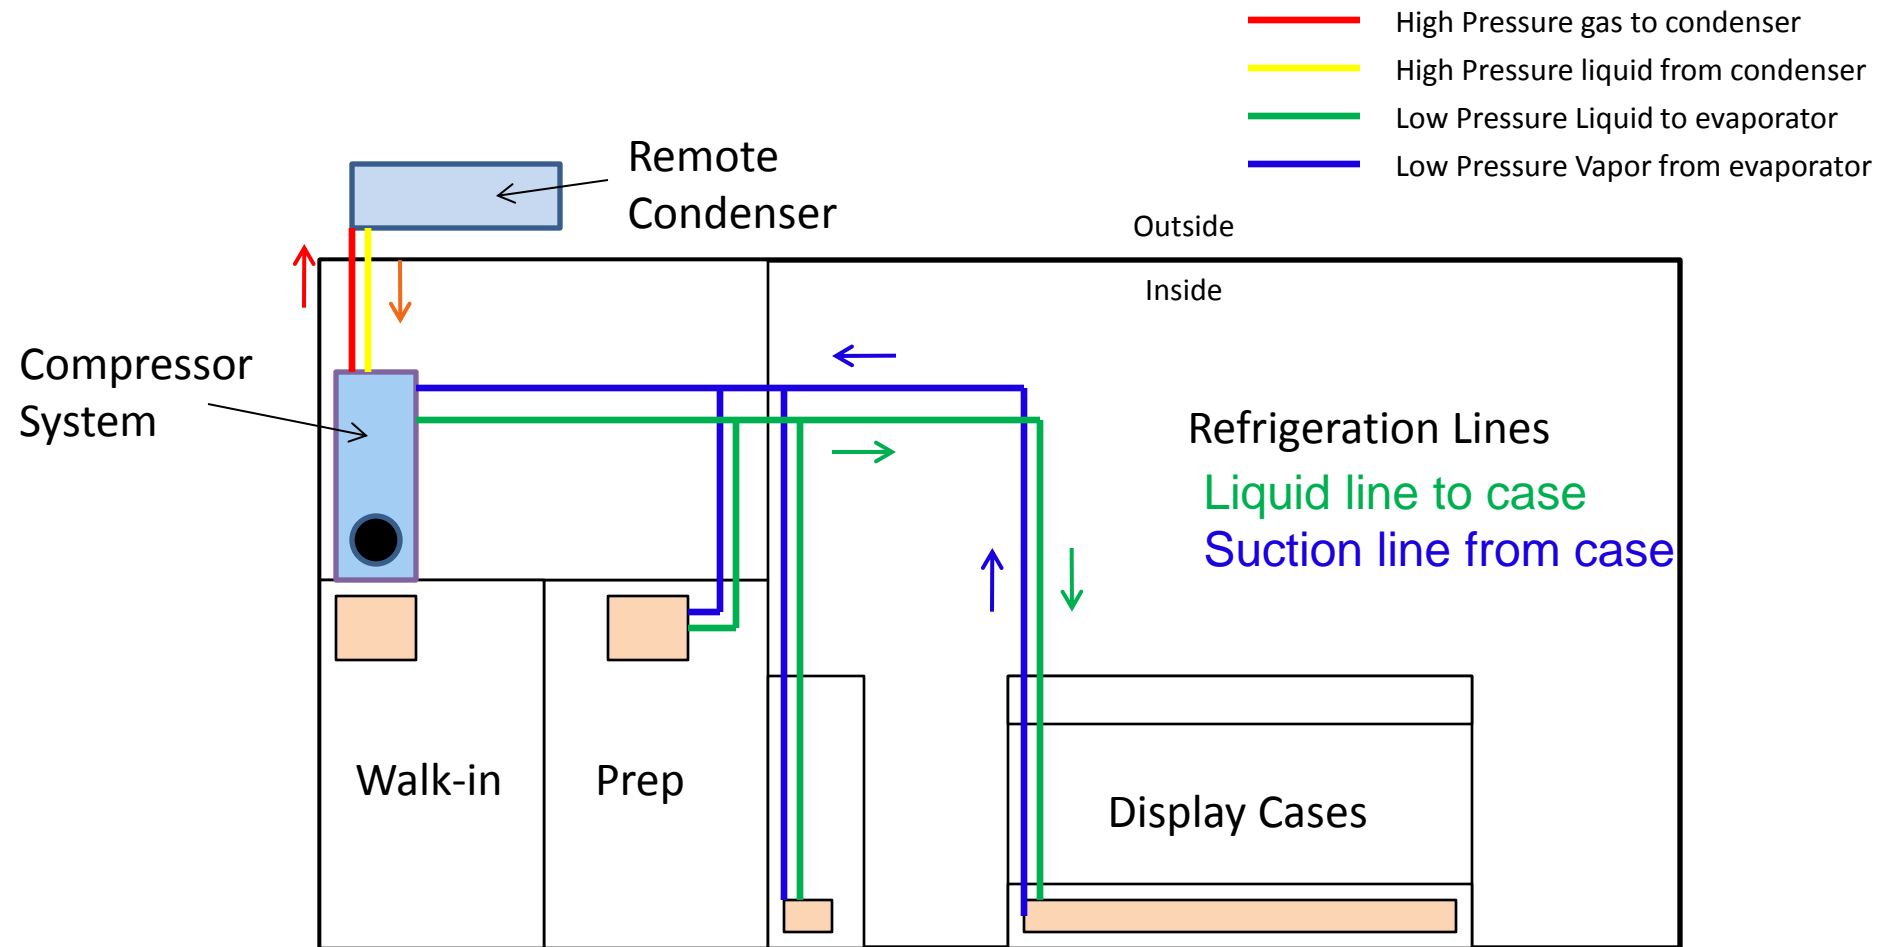 High Pressure gas to condenser
High Pressure liquid from condenser
Low Pressure Liquid to evaporator
Low Pressure Vapor from evaporator
Remote
Condenser
Outside
Inside
Compressor
System
Refrigeration Lines
Liquid line to case
Suction line from case
Walk-in
Prep
Display Cases